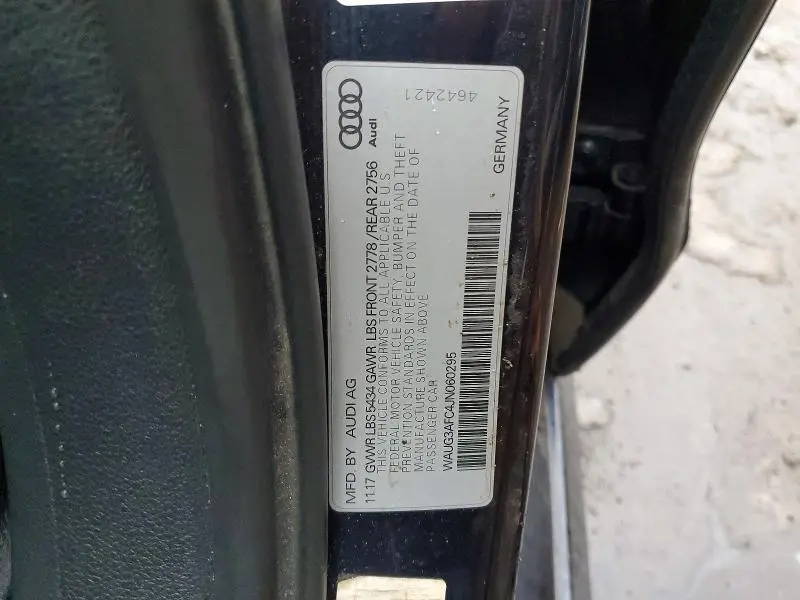 MFD. BY AUDI AG
11.17 GVWR LBS 5434 GAWR LBS FRONT 2778 / REAR 2756
THIS VEHICLE CONFORMS TO ALL APPLICABLE U.S
FEDERAL MOTOR VEHICLE SAFETY, BUMPER AND THEFT
PREVENTION STANDARDS IN EFFECT ON THE DATE OF
MANUFACTURE SHOWN ABOVE
PASSENGER CAR
WAUG3AFC4JN060295
Audi
4642421
GERMANY